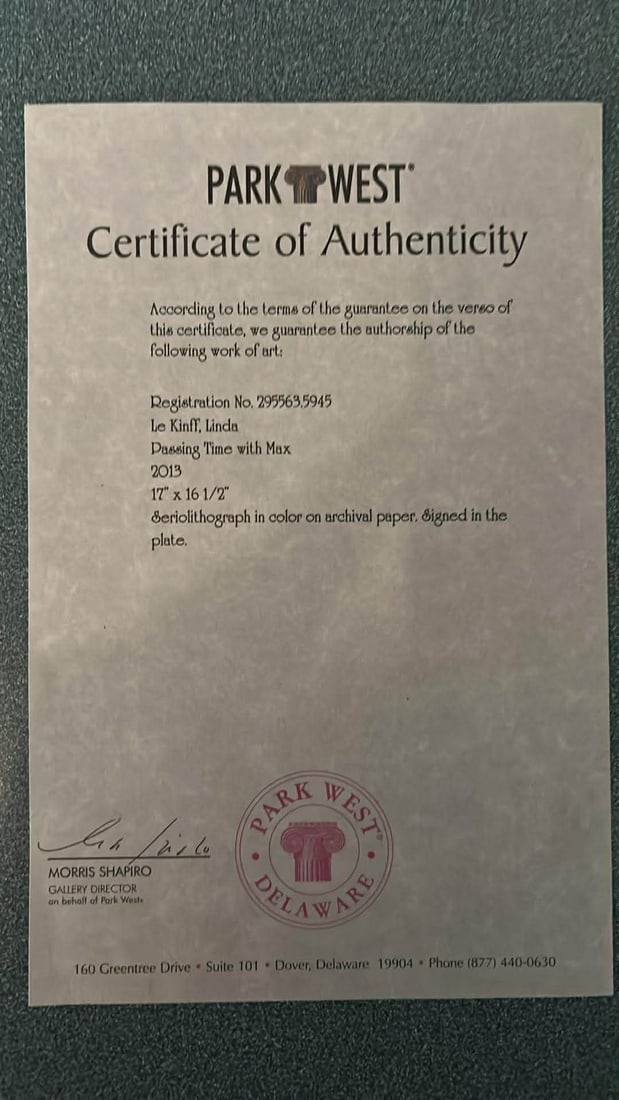 PARK WEST®
Certificate of Authenticity
According to the terms of the guarantee on the verso of
this certificate, we guarantee the authorship of the
following work of art:
Registration No. 295563.5945
Le Kinff, Linda
Passing Time with Max
2013
17" x 16 1/2"
Seriolithograph in color on archival paper. Signed in the
plate.
PARK WEST®
• DELAWARE •
MORRIS SHAPIRO
GALLERY DIRECTOR
on behalf of Park West®
160 Greentree Drive • Suite 101 • Dover, Delaware 19904 • Phone (877) 440-0630